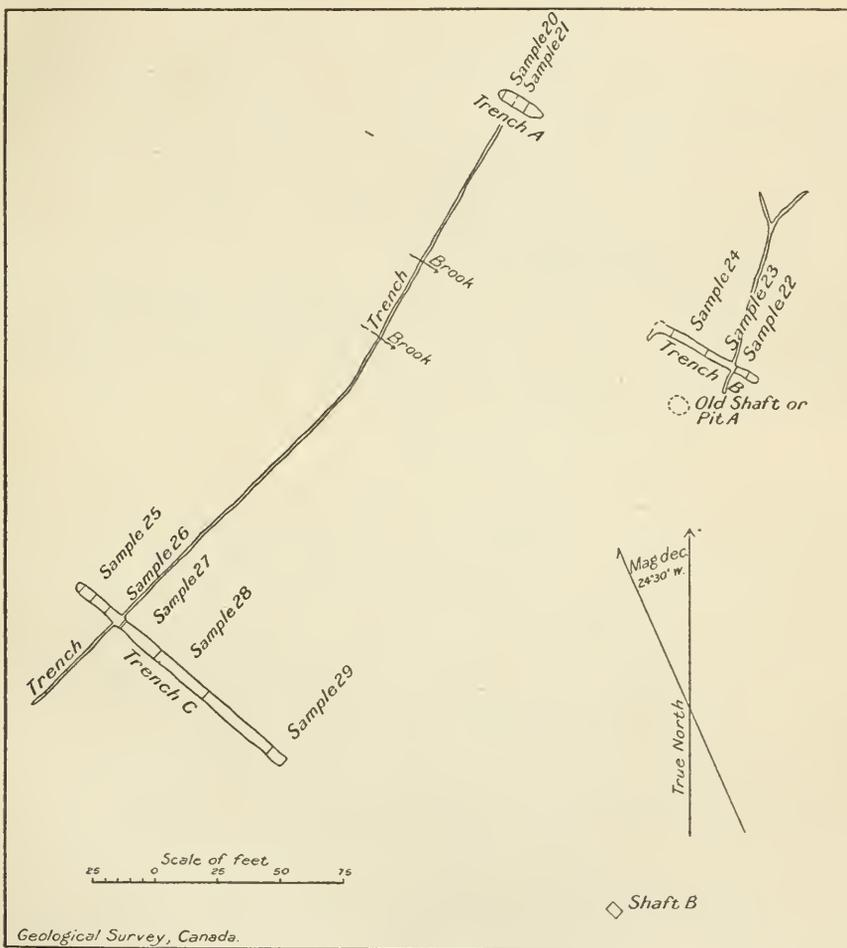 Sample 20
Sample 21
Trench A
Brook
Trench
Brook
Sample 24
Sample 23
Sample 22
Trench B
Old Shaft or
Pit A
Sample 25
Sample 26
Sample 27
Sample 28
Sample 29
Trench
Trench C
Mag dec.
24°30' W.
True North
Scale of feet
25 0 25 50 75
Shaft B
Geological Survey, Canada.